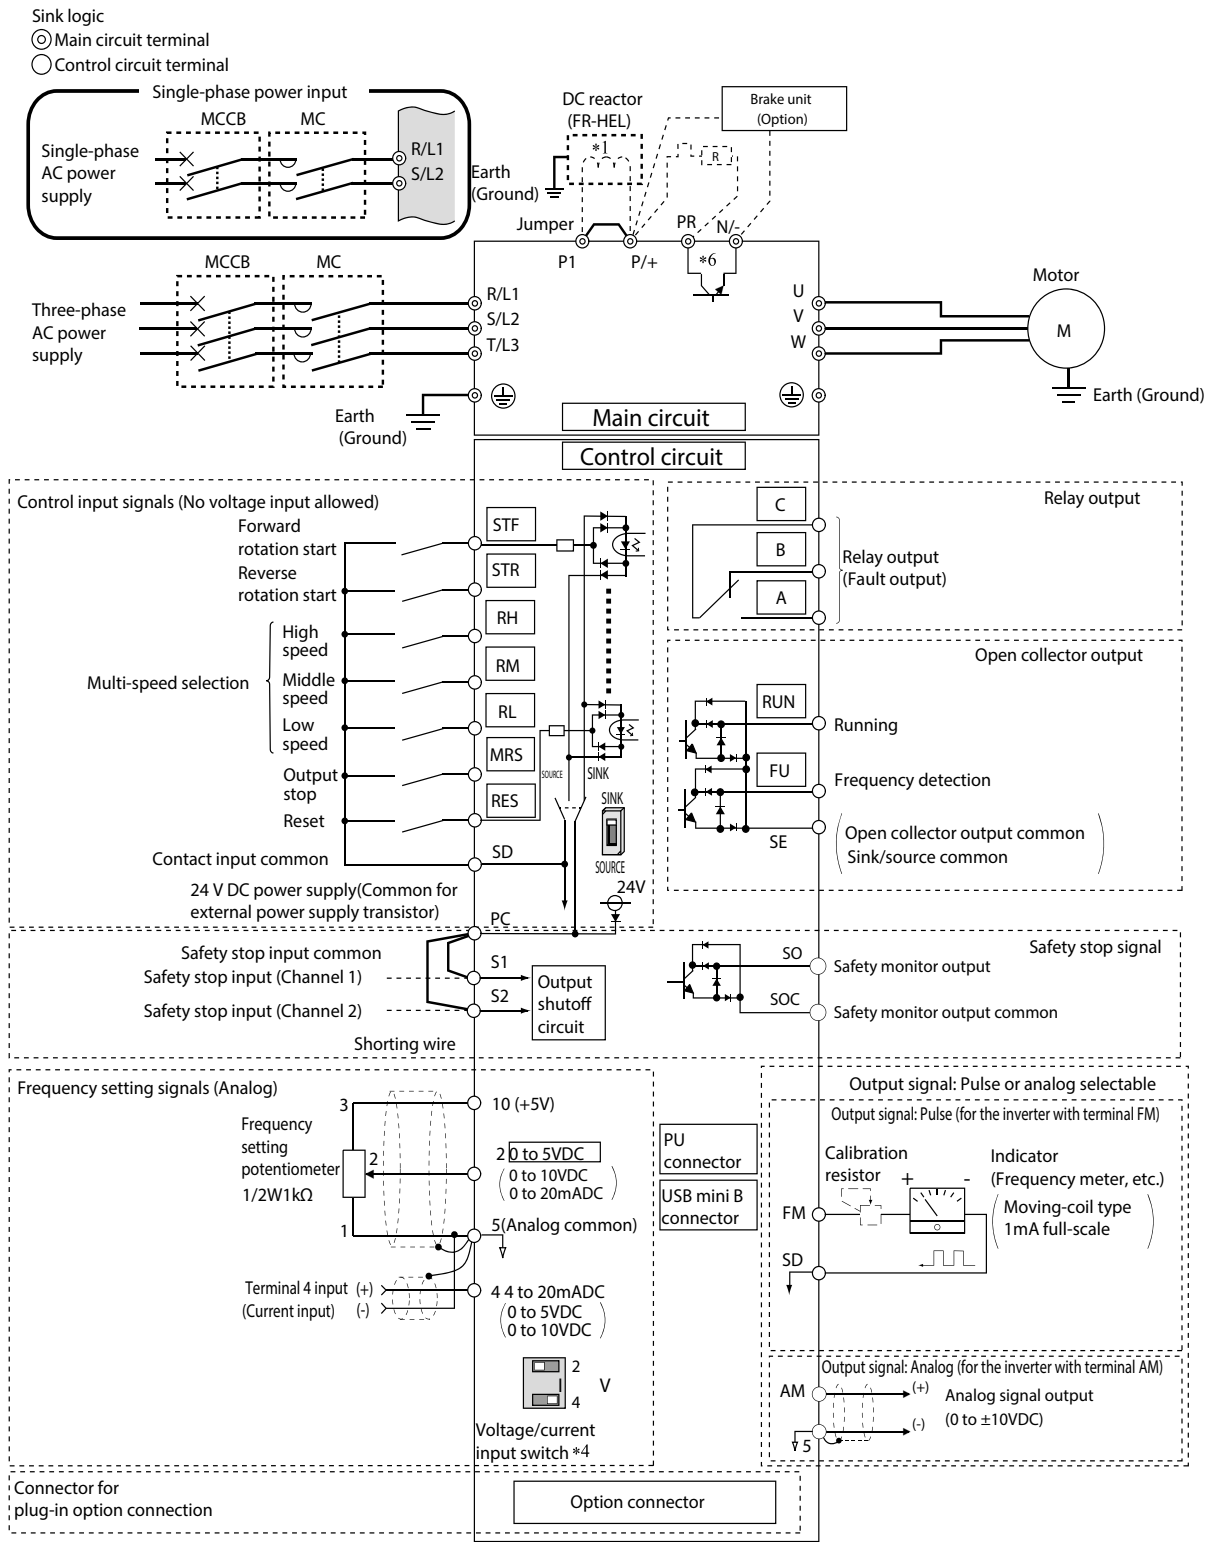 Sink logic
Main circuit terminal
Control circuit terminal
Single-phase power input
MCCB
MC
Single-phase
AC power
supply
R/L1
S/L2
Earth
(Ground)
DC reactor
(FR-HEL)
*1
Brake unit
(Option)
R
Jumper
P1
P/+
PR
N/-
*6
MCCB
MC
Three-phase
AC power
supply
R/L1
S/L2
T/L3
Earth
(Ground)
U
V
W
Motor
M
Earth (Ground)
Main circuit
Control circuit
Control input signals (No voltage input allowed)
Forward
rotation start
Reverse
rotation start
Multi-speed selection
High
speed
Middle
speed
Low
speed
Output
stop
Reset
Contact input common
24 V DC power supply(Common for
external power supply transistor)
STF
STR
RH
RM
RL
MRS
RES
SD
PC
SOURCE
SINK
SINK
SOURCE
24V
Relay output
C
B
A
Relay output
(Fault output)
Open collector output
RUN
Running
FU
Frequency detection
SE
Open collector output common
Sink/source common
Safety stop input common
Safety stop input (Channel 1)
Safety stop input (Channel 2)
Shorting wire
S1
S2
Output
shutoff
circuit
Safety stop signal
SO
Safety monitor output
SOC
Safety monitor output common
Frequency setting signals (Analog)
Frequency
setting
potentiometer
1/2W1kΩ
3
2
1
10 (+5V)
2 0 to 5VDC
(0 to 10VDC
0 to 20mADC)
5(Analog common)
Terminal 4 input (+)
(Current input) (-)
4 4 to 20mADC
(0 to 5VDC
0 to 10VDC)
2
4
V
I
Voltage/current
input switch *4
PU
connector
USB mini B
connector
Output signal: Pulse or analog selectable
Output signal: Pulse (for the inverter with terminal FM)
Calibration
resistor
+
-
Indicator
(Frequency meter, etc.)
(Moving-coil type
1mA full-scale)
FM
SD
Output signal: Analog (for the inverter with terminal AM)
AM
(+)
Analog signal output
(0 to ±10VDC)
(-)
5
Connector for
plug-in option connection
Option connector